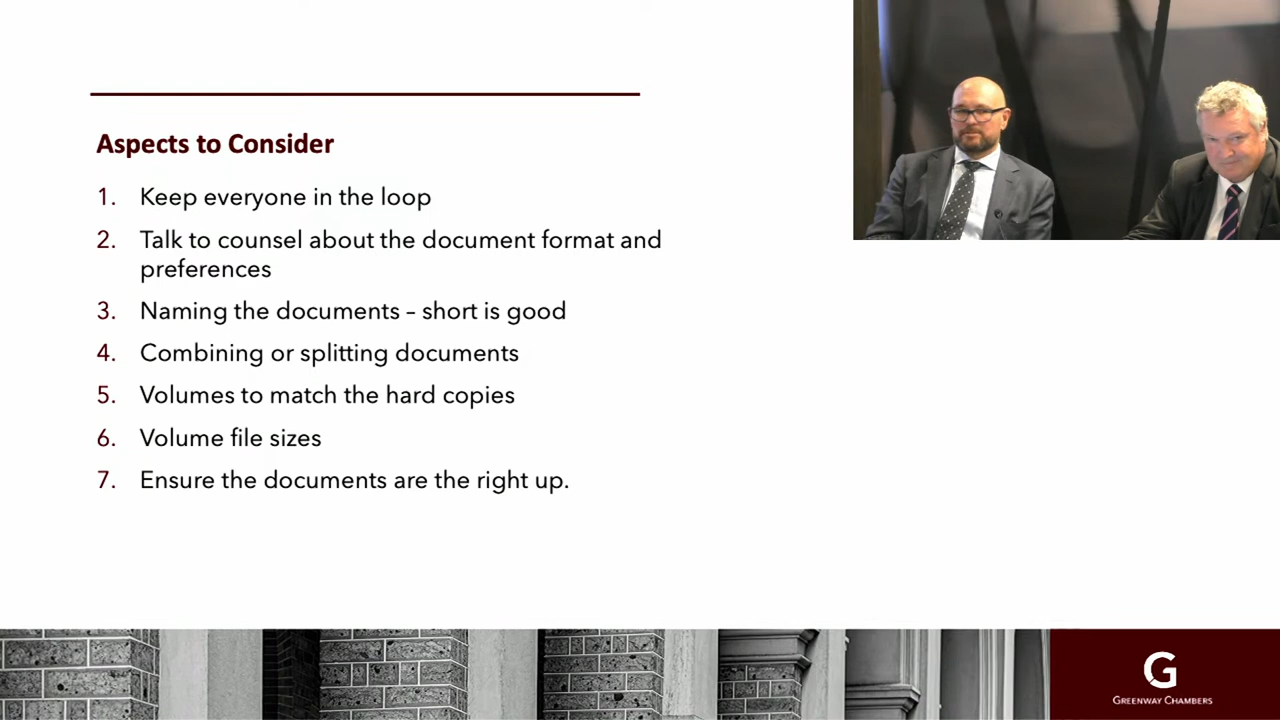 Aspects to Consider
1. Keep everyone in the loop
2. Talk to counsel about the document format and
preferences
3. Naming the documents – short is good
4. Combining or splitting documents
5. Volumes to match the hard copies
6. Volume file sizes
7. Ensure the documents are the right up.
G
GREENWAY CHAMBERS